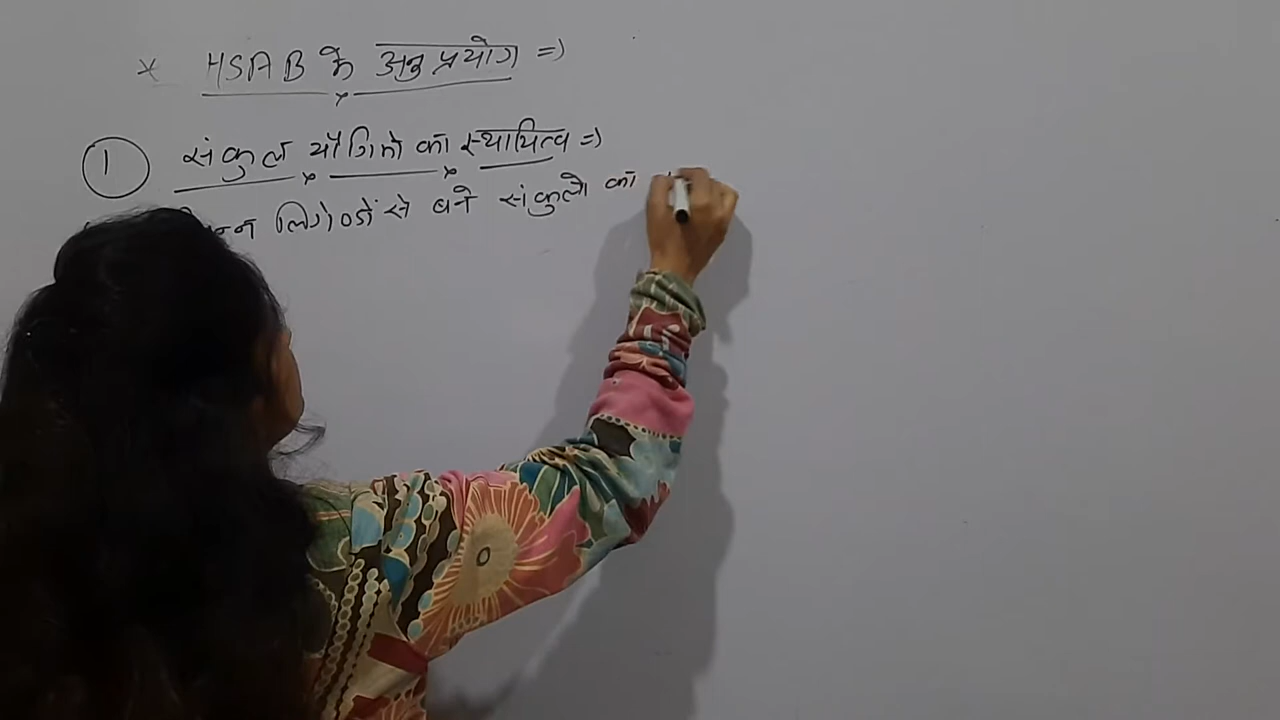 * HSAB के अनुप्रयोग =>
1 संकुल यौगिको का स्थायित्व =>
लिगेण्डों से बने संकुलो का